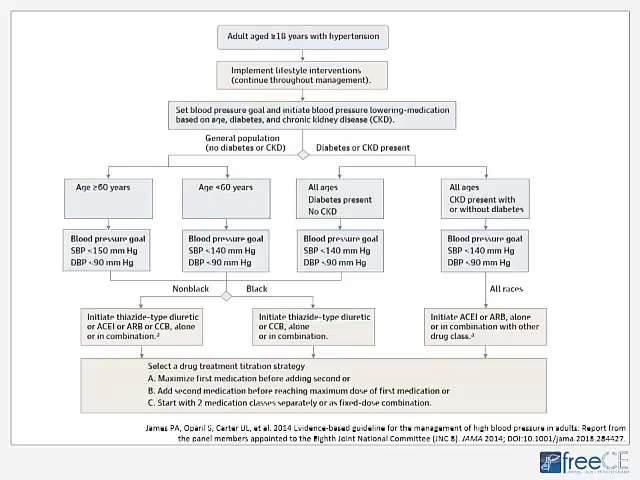 Adult aged ≥18 years with hypertension
Implement lifestyle interventions
(continue throughout management).
Set blood pressure goal and initiate blood pressure lowering-medication
based on age, diabetes, and chronic kidney disease (CKD).
General population
(no diabetes or CKD)
Diabetes or CKD present
Age ≥60 years
Age <60 years
All ages
Diabetes present
No CKD
All ages
CKD present with
or without diabetes
Blood pressure goal
SBP <150 mm Hg
DBP <90 mm Hg
Blood pressure goal
SBP <140 mm Hg
DBP <90 mm Hg
Blood pressure goal
SBP <140 mm Hg
DBP <90 mm Hg
Blood pressure goal
SBP <140 mm Hg
DBP <90 mm Hg
Nonblack
Black
All races
Initiate thiazide-type diuretic
or ACEI or ARB or CCB, alone
or in combination.a
Initiate thiazide-type diuretic
or CCB, alone
or in combination.
Initiate ACEI or ARB, alone
or in combination with other
drug class.a
Select a drug treatment titration strategy
A. Maximize first medication before adding second or
B. Add second medication before reaching maximum dose of first medication or
C. Start with 2 medication classes separately or as fixed-dose combination.
James PA, Oparil S, Carter BL, et al. 2014 Evidence-based guideline for the management of high blood pressure in adults: Report from
the panel members appointed to the Eighth Joint National Committee (JNC 8). JAMA 2014; DOI:10.1001/jama.2013.284427.
freeCE